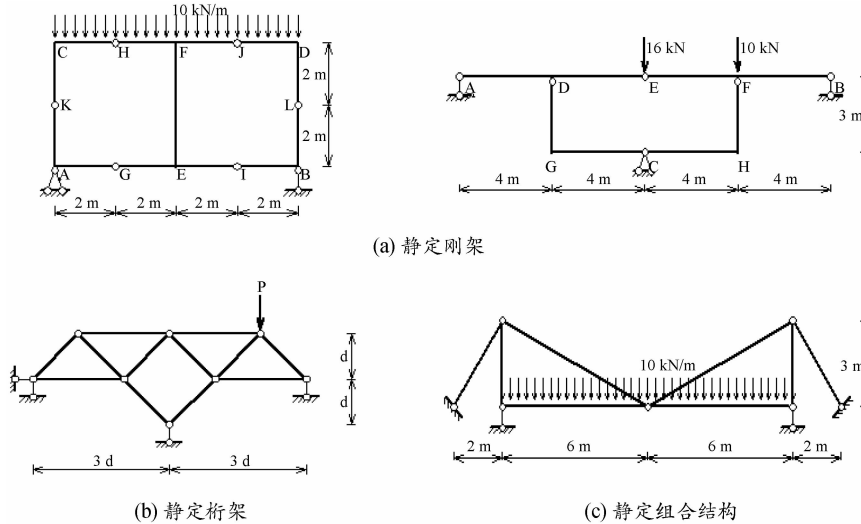 10 kN/m
C H F J D
2 m
K L
2 m
A G E I B
2 m 2 m 2 m 2 m
16 kN 10 kN
A D E F B
3 m
G C H
4 m 4 m 4 m 4 m
(a) 静定刚架
P
d
d
3 d 3 d
(b) 静定桁架
10 kN/m
3 m
2 m 6 m 6 m 2 m
(c) 静定组合结构